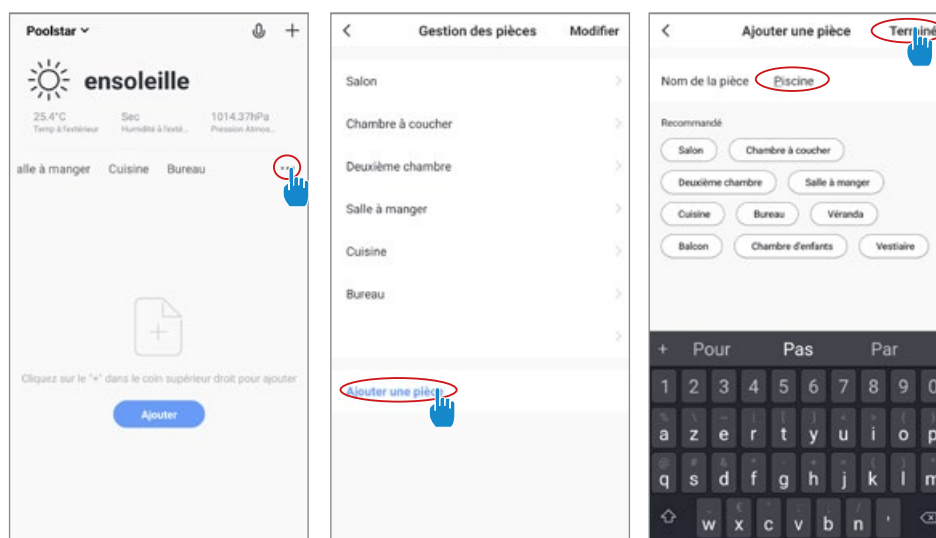 Poolstar
ensoleille
25.4°C Sec 1014.37hPa
Temp à l'extérieur Humidité à l'exté... Pression Atmos...
alle à manger Cuisine Bureau ...
Cliquez sur le "+" dans le coin supérieur droit pour ajouter
Ajouter
Gestion des pièces Modifier
Salon
Chambre à coucher
Deuxième chambre
Salle à manger
Cuisine
Bureau
Ajouter une pièce
Ajouter une pièce Terminé
Nom de la pièce Piscine
Recommandé
Salon Chambre à coucher
Deuxième chambre Salle à manger
Cuisine Bureau Véranda
Balcon Chambre d'enfants Vestiaire
+ Pour Pas Par
1 2 3 4 5 6 7 8 9 0
a z e r t y u i o p
q s d f g h j k l m
w x c v b n '